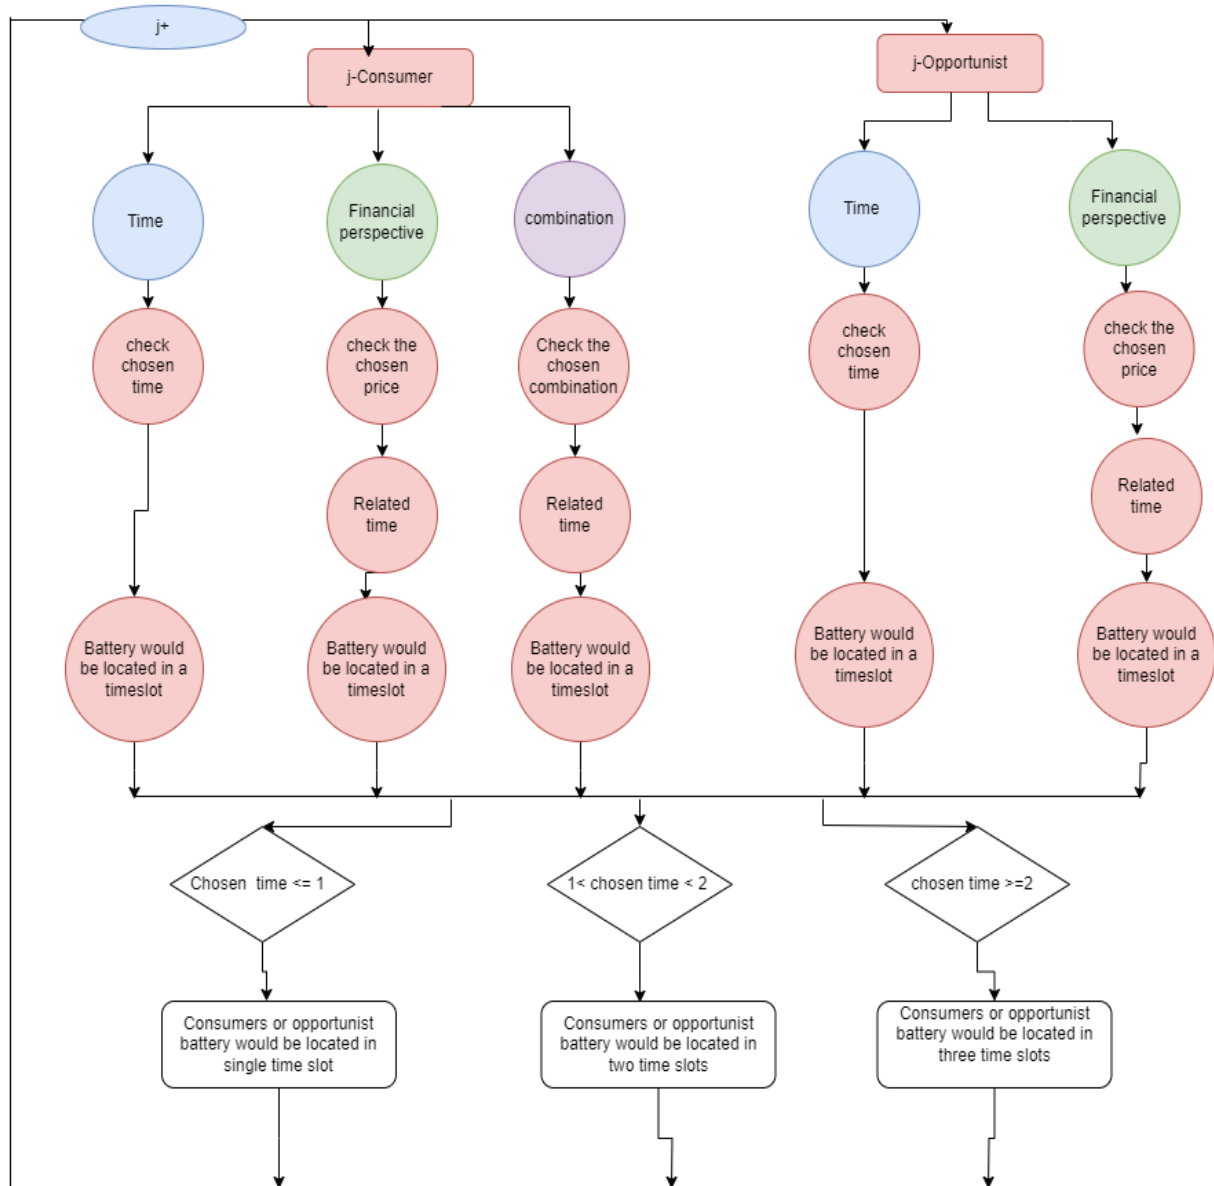 j+
j-Consumer
j-Opportunist
Time
Financial
perspective
combination
Time
Financial
perspective
check
chosen
time
check the
chosen
price
Check the
chosen
combination
check
chosen
time
check the
chosen
price
Related
time
Related
time
Related
time
Battery would
be located in a
timeslot
Battery would
be located in a
timeslot
Battery would
be located in a
timeslot
Battery would
be located in a
timeslot
Battery would
be located in a
timeslot
Chosen time <= 1
1< chosen time < 2
chosen time >=2
Consumers or opportunist
battery would be located in
single time slot
Consumers or opportunist
battery would be located in
two time slots
Consumers or opportunist
battery would be located in
three time slots